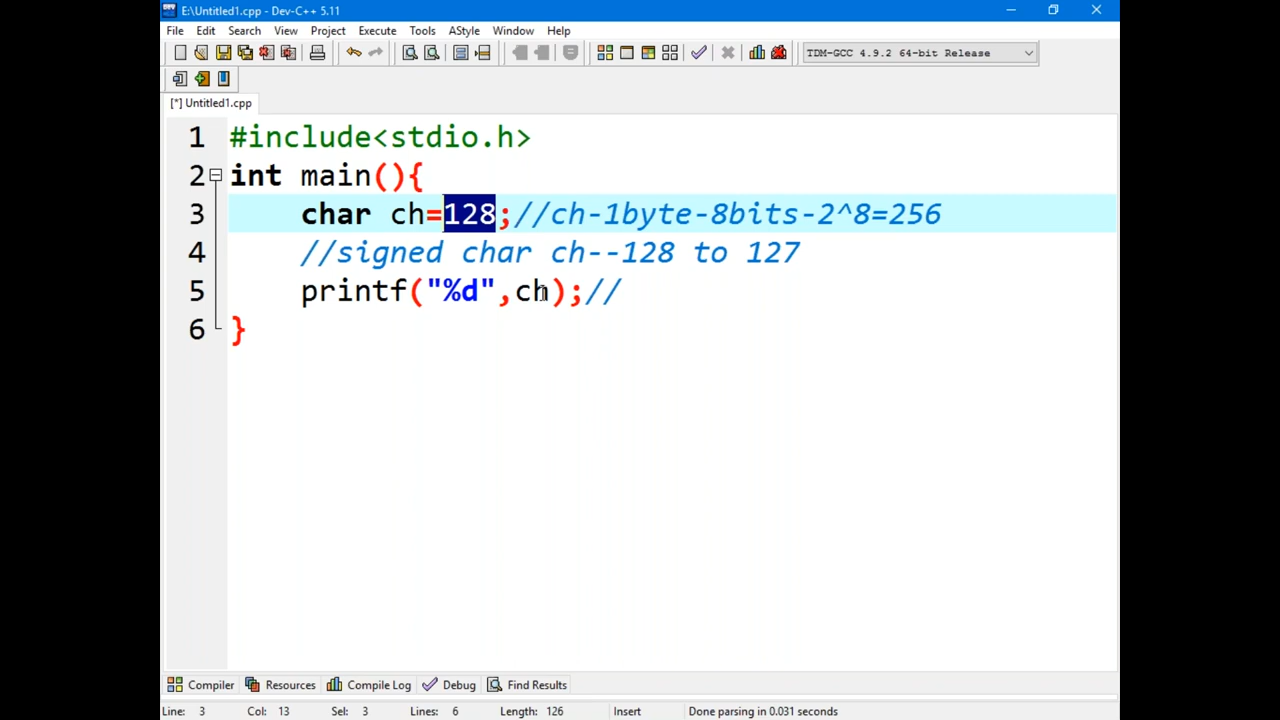 E:\Untitled1.cpp - Dev-C++ 5.11
File Edit Search View Project Execute Tools AStyle Window Help
TDM-GCC 4.9.2 64-bit Release
[*] Untitled1.cpp
1 #include<stdio.h>
2 int main(){
3 char ch=128;//ch-1byte-8bits-2^8=256
4 //signed char ch--128 to 127
5 printf("%d",ch);//
6 }
Compiler Resources Compile Log Debug Find Results
Line: 3 Col: 13 Sel: 3 Lines: 6 Length: 126 Insert Done parsing in 0.031 seconds